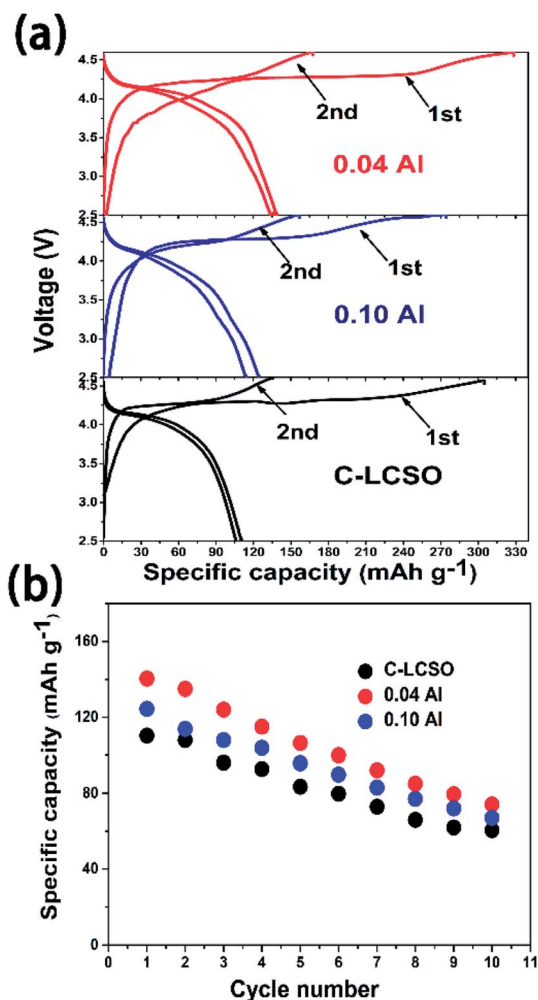 (a)
4.5
4.0
3.5
3.0
2.5
2nd
1st
0.04 Al
4.0
3.5
3.0
2.5
2nd
1st
0.10 Al
4.5
4.0
3.5
3.0
2.5
2nd
1st
C-LCSO
Voltage (V)
0 30 60 90 120 150 180 210 240 270 300 330
Specific capacity (mAh g-1)
(b)
160
120
80
40
0
C-LCSO
0.04 Al
0.10 Al
Specific capacity (mAh g-1)
0 1 2 3 4 5 6 7 8 9 10 11
Cycle number